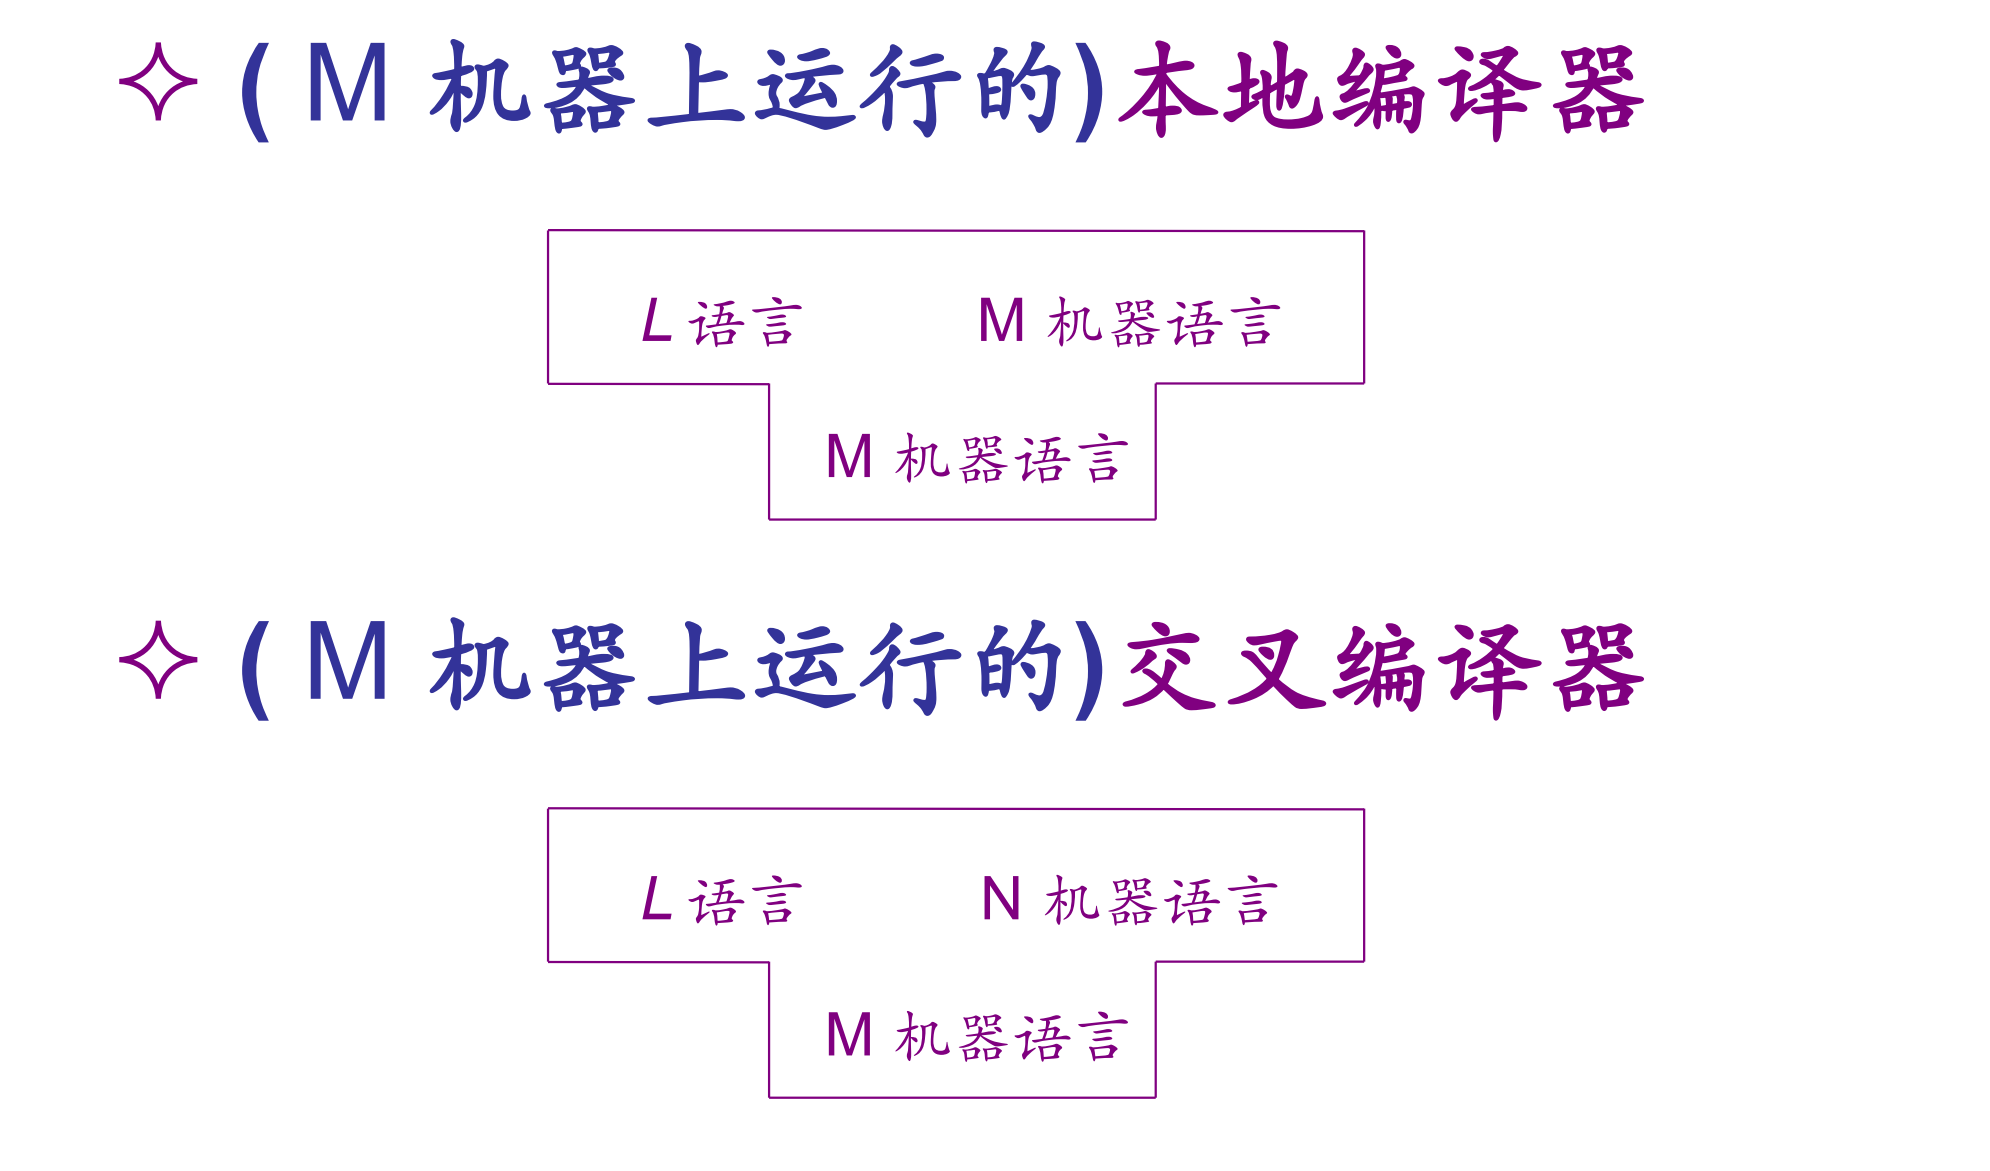 ✧ ( M 机器上运行的)本地编译器
L 语言 M 机器语言
M 机器语言
✧ ( M 机器上运行的)交叉编译器
L 语言 N 机器语言
M 机器语言